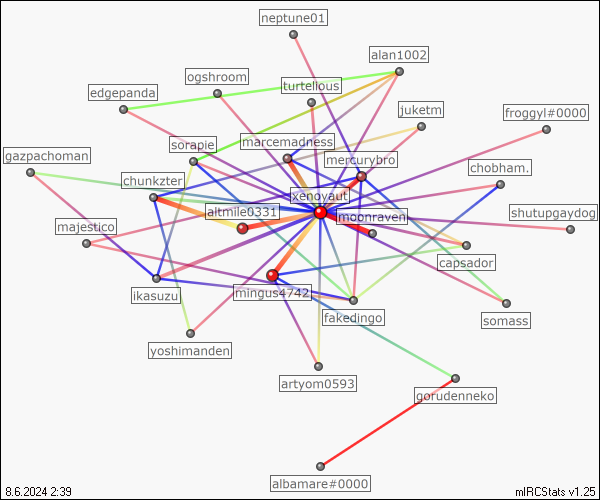 neptune01
alan1002
ogshroom
turtellous
edgepanda
juketm
froggyl#0000
marcemadness
sorapie
mercurybro
gazpachoman
chobham.
chunkzter
xenoyaut
altmile0331
moonraven
shutupgaydog
majestico
capsador
ikasuzu
mingus4742
fakedingo
somass
yoshimanden
artyom0593
gorudenneko
albamare#0000
8.6.2024 2:39
mIRCStats v1.25